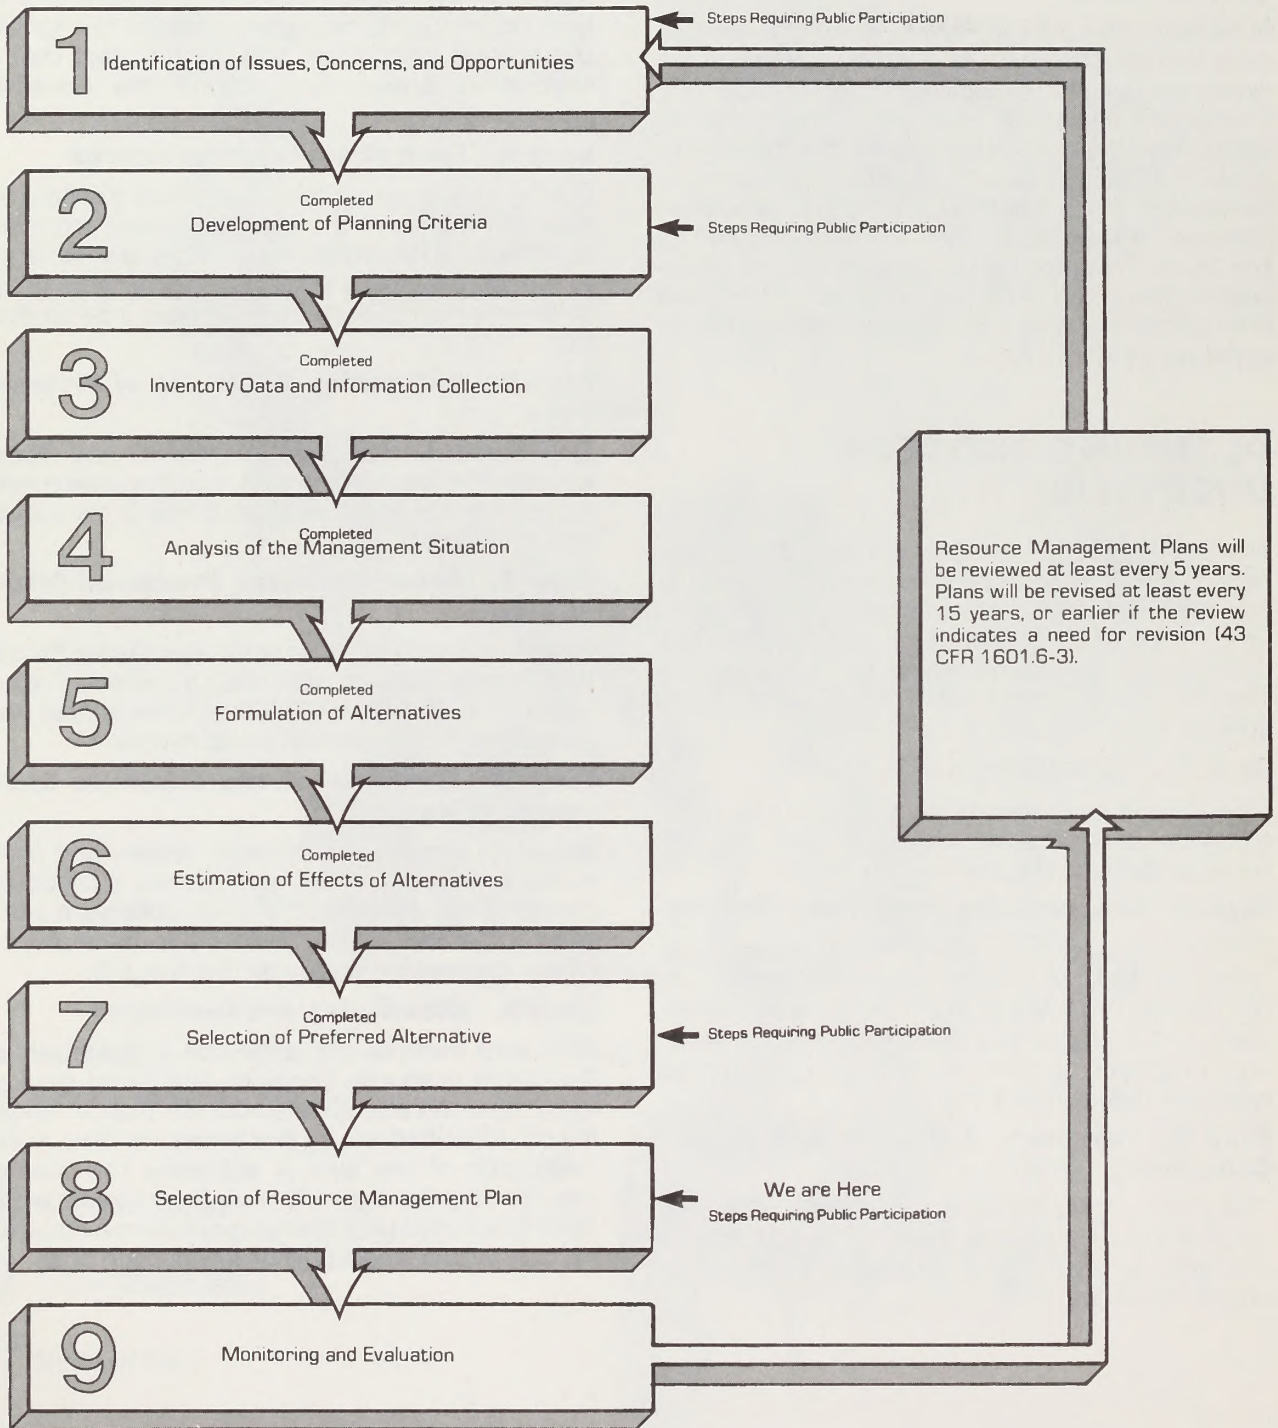 Steps Requiring Public Participation
1
Identification of Issues, Concerns, and Opportunities
Completed
2
Development of Planning Criteria
Steps Requiring Public Participation
Completed
3
Inventory Data and Information Collection
Completed
4
Analysis of the Management Situation
Resource Management Plans will
be reviewed at least every 5 years.
Plans will be revised at least every
15 years, or earlier if the review
indicates a need for revision (43
CFR 1601.6-3).
Completed
5
Formulation of Alternatives
Completed
6
Estimation of Effects of Alternatives
Completed
7
Selection of Preferred Alternative
Steps Requiring Public Participation
8
Selection of Resource Management Plan
We are Here
Steps Requiring Public Participation
9
Monitoring and Evaluation